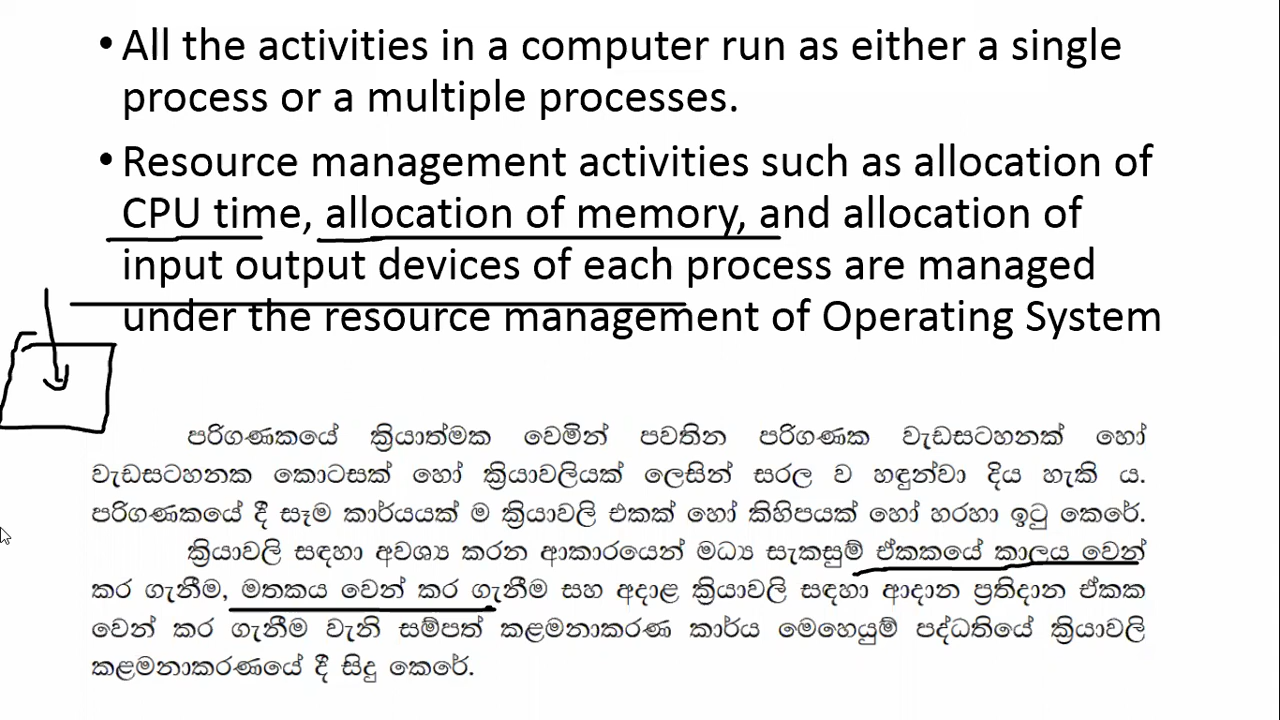 • All the activities in a computer run as either a single
process or a multiple processes.
• Resource management activities such as allocation of
CPU time, allocation of memory, and allocation of
input output devices of each process are managed
under the resource management of Operating System
පරිගණකයේ ක්‍රියාත්මක වෙමින් පවතින පරිගණක වැඩසටහනක් හෝ
වැඩසටහනක කොටසක් හෝ ක්‍රියාවලියක් ලෙසින් සරල ව හඳුන්වා දිය හැකි ය.
පරිගණකයේ දී සෑම කාර්යයක් ම ක්‍රියාවලි එකක් හෝ කිහිපයක් හෝ හරහා ඉටු කෙරේ.
ක්‍රියාවලි සඳහා අවශ්‍ය කරන ආකාරයෙන් මධ්‍ය සැකසුම් ඒකකයේ කාලය වෙන්
කර ගැනීම, මතකය වෙන් කර ගැනීම සහ අදාළ ක්‍රියාවලි සඳහා ආදාන ප්‍රතිදාන ඒකක
වෙන් කර ගැනීම වැනි සම්පත් කළමනාකරණ කාර්ය මෙහෙයුම් පද්ධතියේ ක්‍රියාවලි
කළමනාකරණයේ දී සිදු කෙරේ.